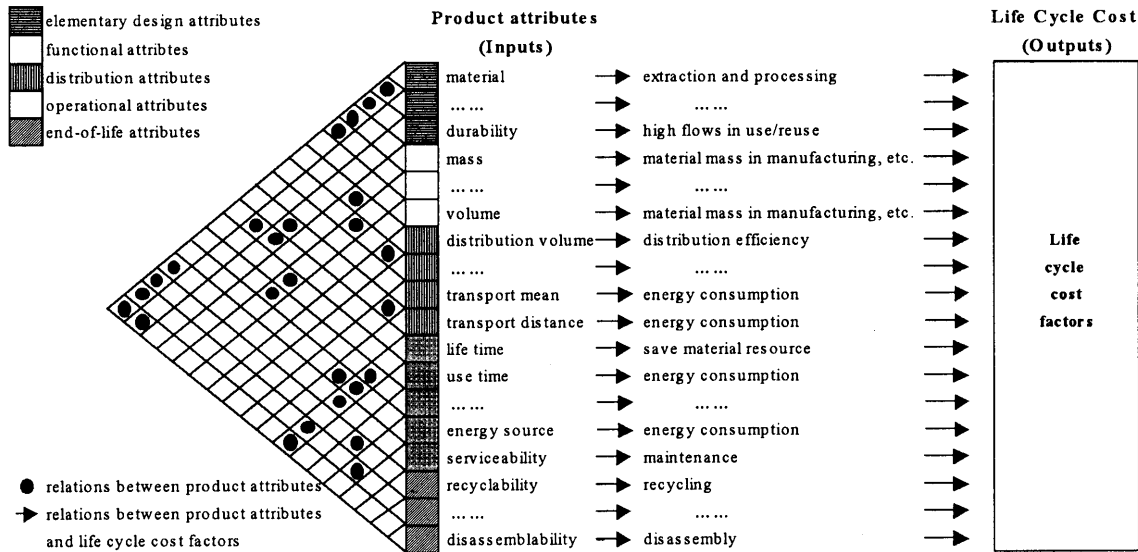 elementary design attributes
functional attribtes
distribution attributes
operational attributes
end-of-life attributes
Product attributes
(Inputs)
Life Cycle Cost
(Outputs)
material extraction and processing
...... ......
durability high flows in use/reuse
mass material mass in manufacturing, etc.
...... ......
volume material mass in manufacturing, etc.
distribution volume distribution efficiency
...... ......
transport mean energy consumption
transport distance energy consumption
life time save material resource
use time energy consumption
...... ......
energy source energy consumption
serviceability maintenance
recyclability recycling
...... ......
disassemblability disassembly
Life
cycle
cost
factors
relations between product attributes
relations between product attributes
and life cycle cost factors